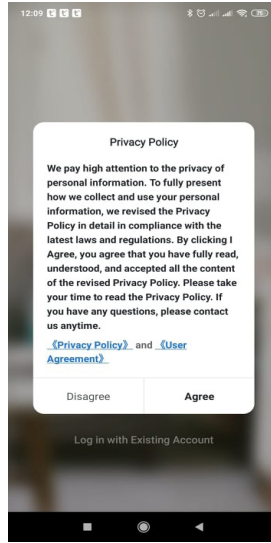 12:09
Privacy Policy
We pay high attention to the privacy of
personal information. To fully present
how we collect and use your personal
information, we revised the Privacy
Policy in detail in compliance with the
latest laws and regulations. By clicking I
Agree, you agree that you have fully read,
understood, and accepted all the content
of the revised Privacy Policy. Please take
your time to read the Privacy Policy. If
you have any questions, please contact
us anytime.
《Privacy Policy》 and 《User
Agreement》
Disagree Agree
Log in with Existing Account